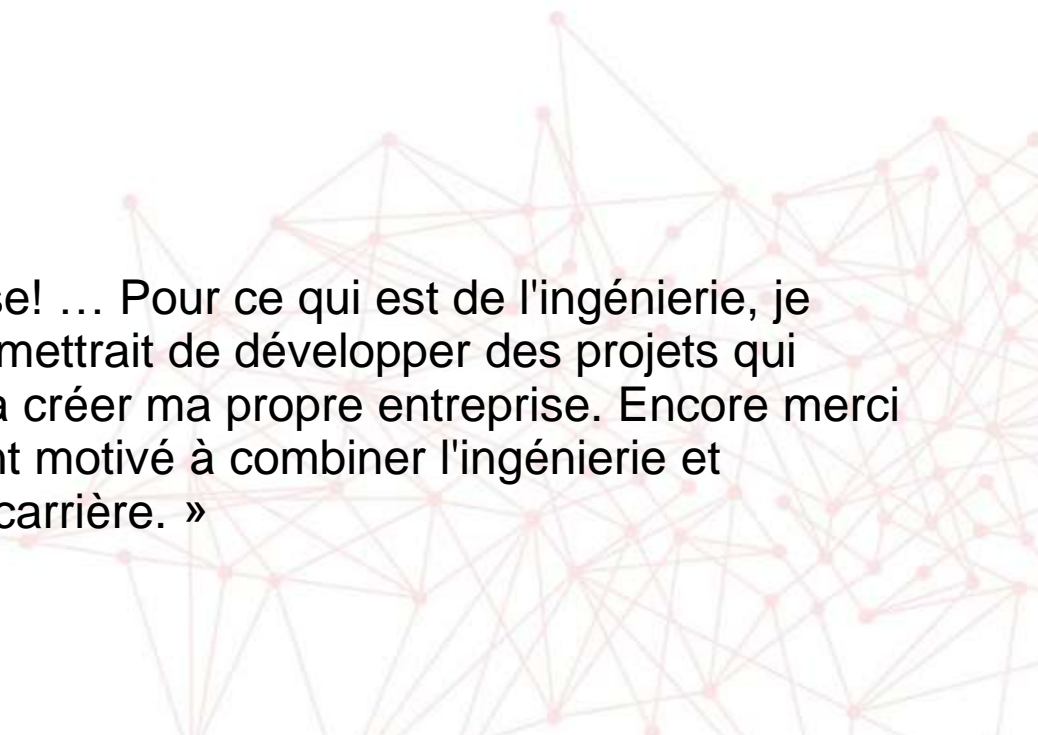 se! … Pour ce qui est de l'ingénierie, je
mettrait de développer des projets qui
à créer ma propre entreprise. Encore merci
nt motivé à combiner l'ingénierie et
carrière. »